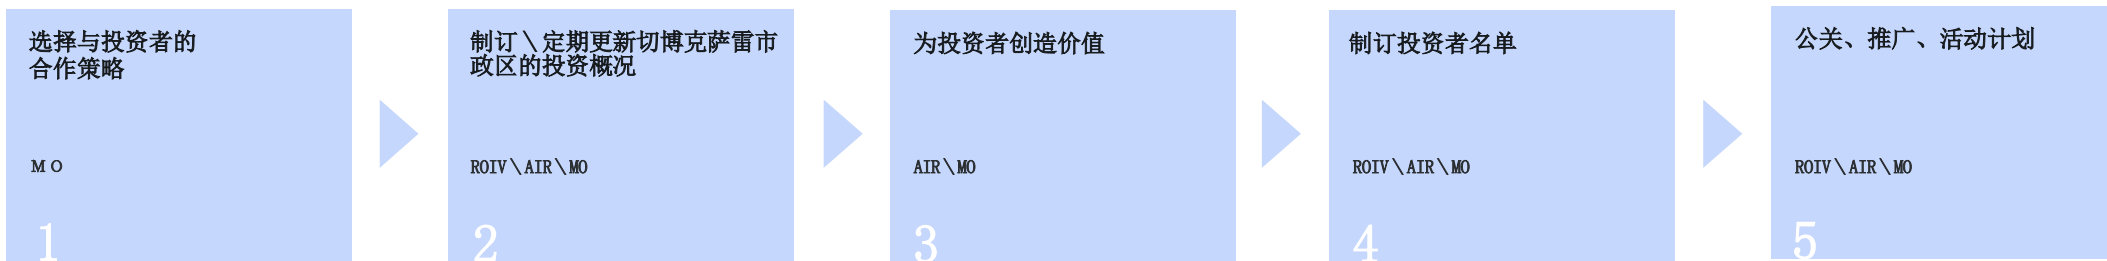 选择与投资者的
合作策略
ＭＯ
1
制订＼定期更新切博克萨雷市
政区的投资概况
ROIV＼AIR＼MO
2
为投资者创造价值
AIR＼MO
3
制订投资者名单
ROIV＼AIR＼MO
4
公关、推广、活动计划
ROIV＼AIR＼MO
5